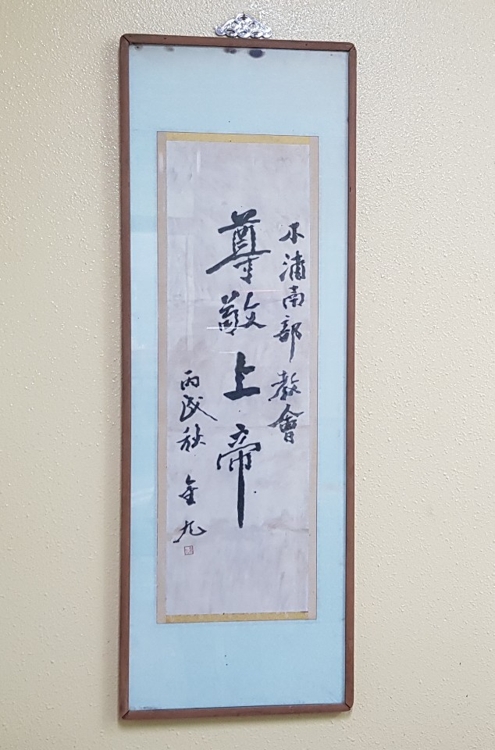 木浦南部教會
尊敬上帝
丙戌秋 金九